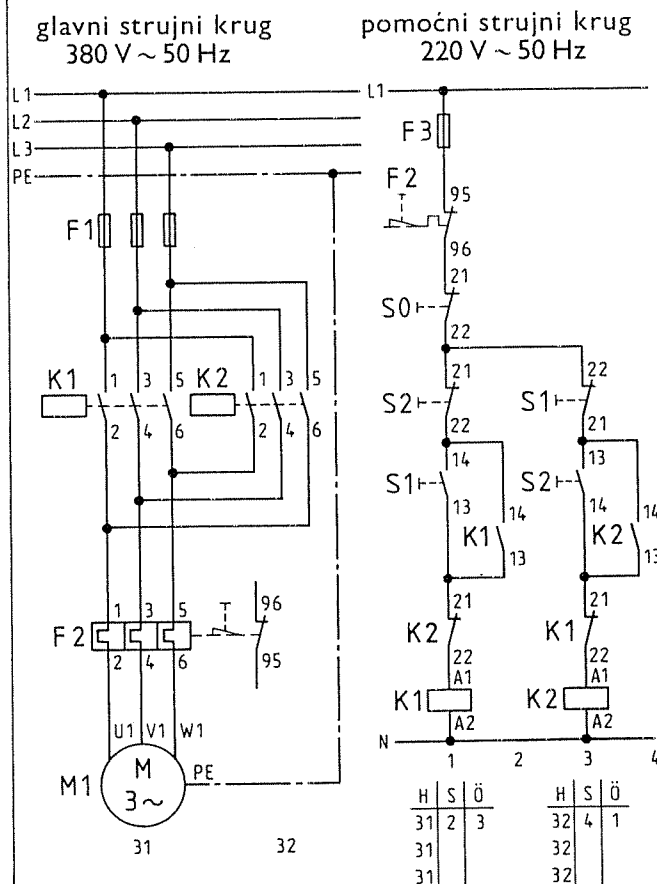 glavni strujni krug
380 V ~ 50 Hz
pomoćni strujni krug
220 V ~ 50 Hz
L1
L2
L3
PE
L1
F3
F2
95
96
F1
21
S0
22
K1
1 3 5
K2
1 3 5
2 4 6
2 4 6
21
S2
22
22
S1
21
14
S1
13
13
S2
14
14
K1
13
14
K2
13
1 3 5
F2
2 4 6
96
95
21
K2
22
21
K1
22
A1
K1
A2
A1
K2
A2
N
1 2 3 4
U1 V1 W1
M1
M
3~
PE
31 32
H S Ö
31 2 3
31
31
H S Ö
32 4 1
32
32